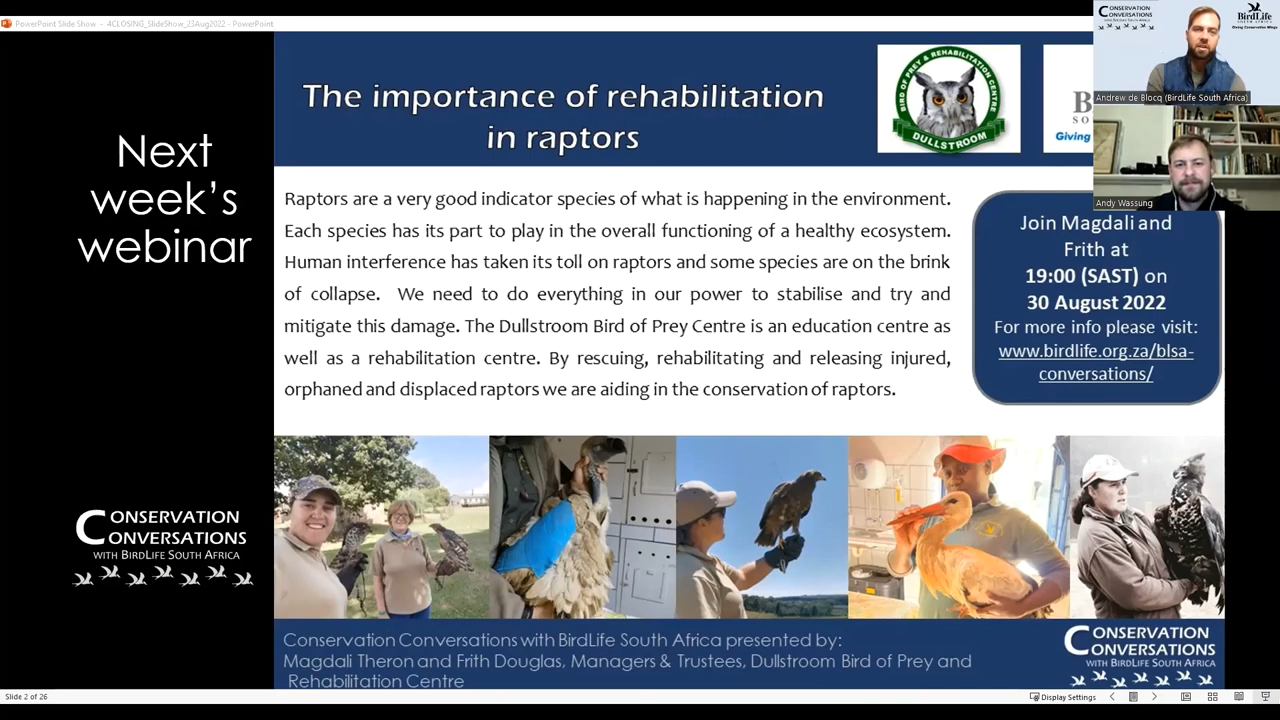 PowerPoint Slide Show - 4CLOSING_SlideShow_23Aug2022 - PowerPoint
Next
week's
webinar
CONSERVATION
CONVERSATIONS
WITH BIRDLIFE SOUTH AFRICA
The importance of rehabilitation
in raptors
BIRD OF PREY & REHABILITATION CENTRE
DULLSTROOM
B
SO
Giving
CONSERVATION
CONVERSATIONS
BirdLife
SOUTH AFRICA
Giving Conservation Wings
Andrew de Blocq (BirdLife South Africa)
Andy Wassung
Raptors are a very good indicator species of what is happening in the environment.
Each species has its part to play in the overall functioning of a healthy ecosystem.
Human interference has taken its toll on raptors and some species are on the brink
of collapse. We need to do everything in our power to stabilise and try and
mitigate this damage. The Dullstroom Bird of Prey Centre is an education centre as
well as a rehabilitation centre. By rescuing, rehabilitating and releasing injured,
orphaned and displaced raptors we are aiding in the conservation of raptors.
Join Magdali and
Frith at
19:00 (SAST) on
30 August 2022
For more info please visit:
www.birdlife.org.za/blsa-
conversations/
Conservation Conversations with BirdLife South Africa presented by:
Magdali Theron and Frith Douglas, Managers & Trustees, Dullstroom Bird of Prey and
Rehabilitation Centre
CONSERVATION
CONVERSATIONS
WITH BIRDLIFE SOUTH AFRICA
Slide 2 of 26
Display Settings